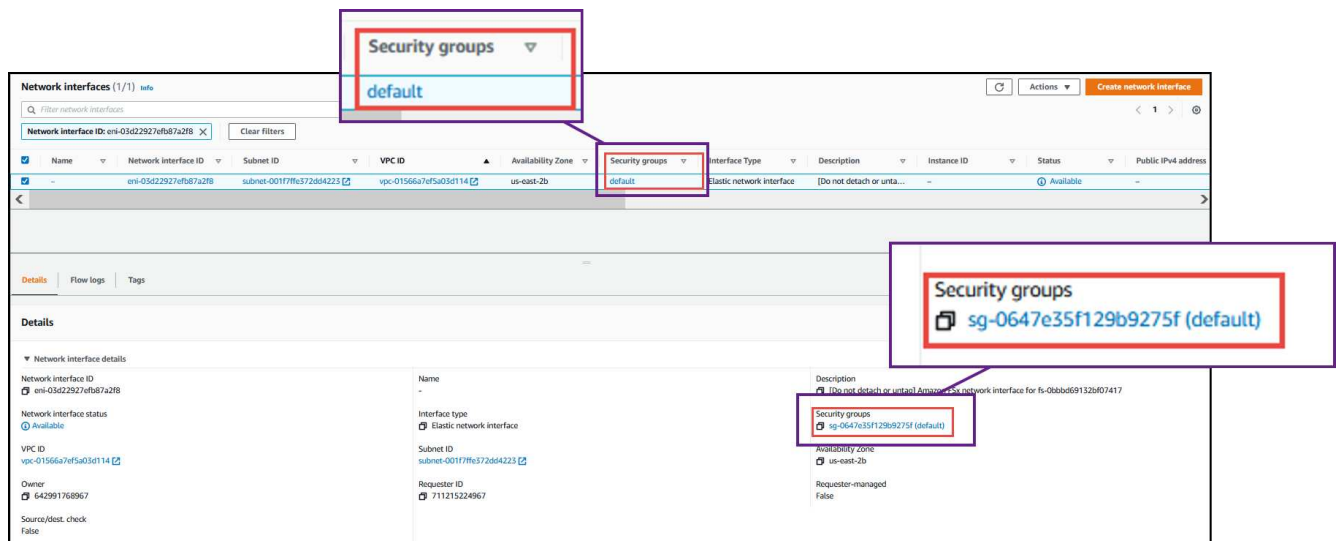 Security groups
default
Network interfaces (1/1) Info
Actions
Create network interface
Filter network interfaces
1
Network interface ID: eni-03d22927efb87a2f8
Clear filters
Name Network interface ID Subnet ID VPC ID Availability Zone Security groups Interface Type Description Instance ID Status Public IPv4 address
- eni-03d22927efb87a2f8 subnet-001f7ffe372dd4223 vpc-01566a7ef5a03d114 us-east-2b default Elastic network interface [Do not detach or unta... - Available -
Details Flow logs Tags
Security groups
sg-0647e35f129b9275f (default)
Details
Network interface details
Network interface ID
eni-03d22927efb87a2f8
Name
-
Description
[Do not detach or untag] network interface for fs-0bbbd69132bf07417
Network interface status
Available
Interface type
Elastic network interface
Security groups
sg-0647e35f129b9275f (default)
VPC ID
vpc-01566a7ef5a03d114
Subnet ID
subnet-001f7ffe372dd4223
Availability Zone
us-east-2b
Owner
642991768967
Requester ID
711215224967
Requester-managed
False
Source/dest. check
False